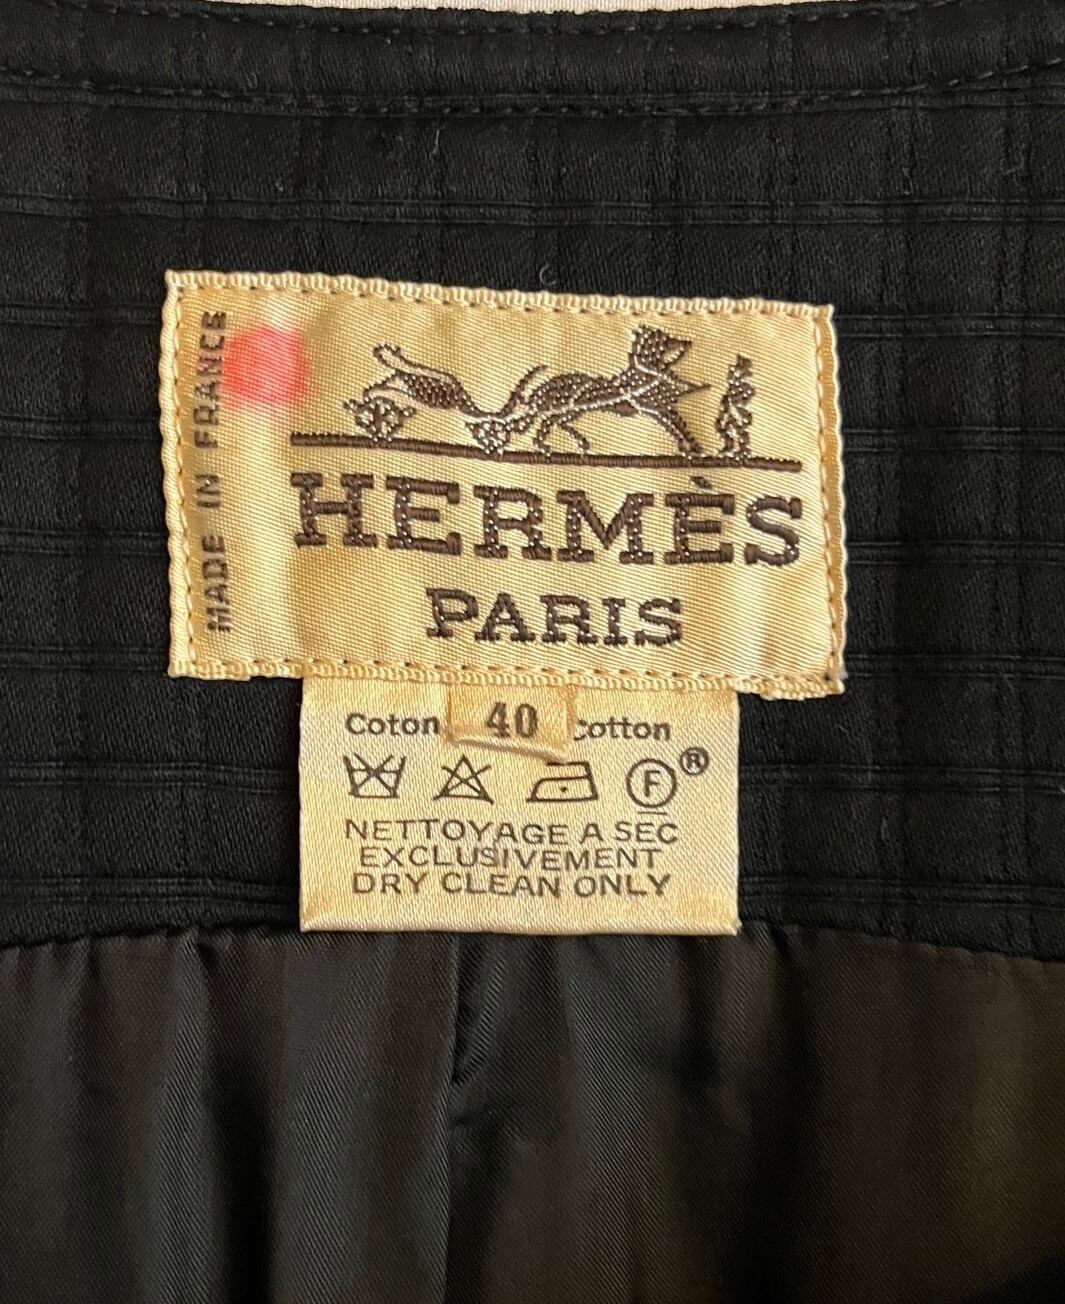 MADE IN FRANCE
HERMÈS
PARIS
Coton 40 cotton
F ®
NETTOYAGE A SEC
EXCLUSIVEMENT
DRY CLEAN ONLY